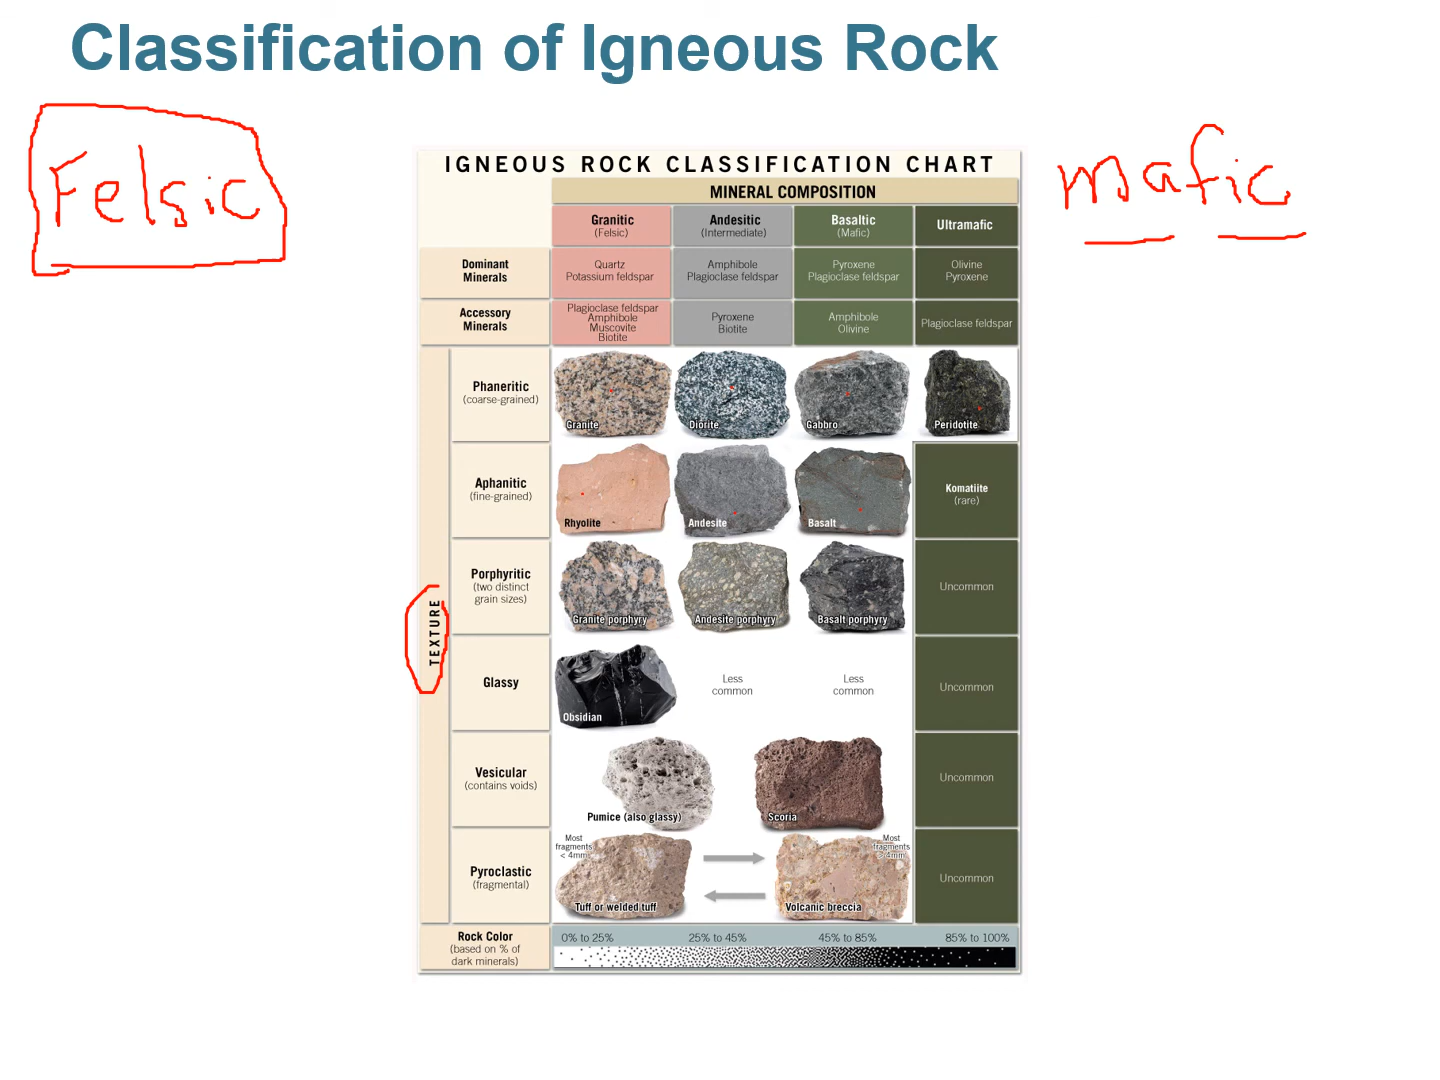 Classification of Igneous Rock
Felsic
mafic
IGNEOUS ROCK CLASSIFICATION CHART
MINERAL COMPOSITION
Granitic
(Felsic)
Andesitic
(Intermediate)
Basaltic
(Mafic)
Ultramafic
Dominant
Minerals
Quartz
Potassium feldspar
Amphibole
Plagioclase feldspar
Pyroxene
Plagioclase feldspar
Olivine
Pyroxene
Accessory
Minerals
Plagioclase feldspar
Amphibole
Muscovite
Biotite
Pyroxene
Biotite
Amphibole
Olivine
Plagioclase feldspar
TEXTURE
Phaneritic
(coarse-grained)
Granite
Diorite
Gabbro
Peridotite
Aphanitic
(fine-grained)
Rhyolite
Andesite
Basalt
Komatiite
(rare)
Porphyritic
(two distinct
grain sizes)
Granite porphyry
Andesite porphyry
Basalt porphyry
Uncommon
Glassy
Obsidian
Less
common
Less
common
Uncommon
Vesicular
(contains voids)
Pumice (also glassy)
Scoria
Uncommon
Pyroclastic
(fragmental)
Most
fragments
< 4mm
Tuff or welded tuff
Most
fragments
> 4mm
Volcanic breccia
Uncommon
Rock Color
(based on % of
dark minerals)
0% to 25%
25% to 45%
45% to 85%
85% to 100%